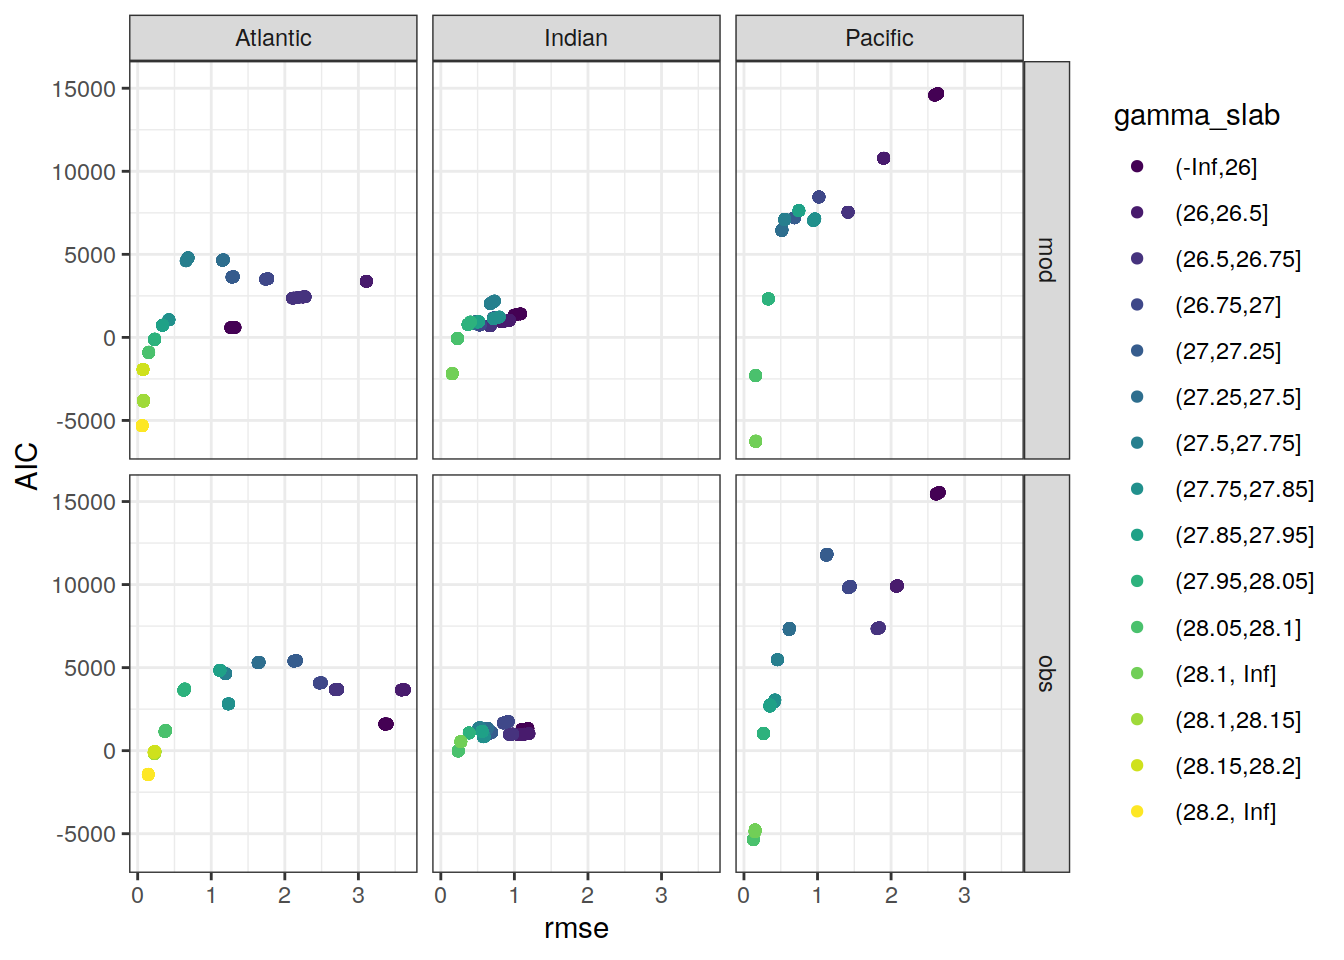 Atlantic
Indian
Pacific
15000
10000
5000
0
-5000
mod
15000
10000
5000
0
-5000
obs
AIC
0 1 2 3
0 1 2 3
0 1 2 3
rmse
gamma_slab
(-Inf,26]
(26,26.5]
(26.5,26.75]
(26.75,27]
(27,27.25]
(27.25,27.5]
(27.5,27.75]
(27.75,27.85]
(27.85,27.95]
(27.95,28.05]
(28.05,28.1]
(28.1, Inf]
(28.1,28.15]
(28.15,28.2]
(28.2, Inf]